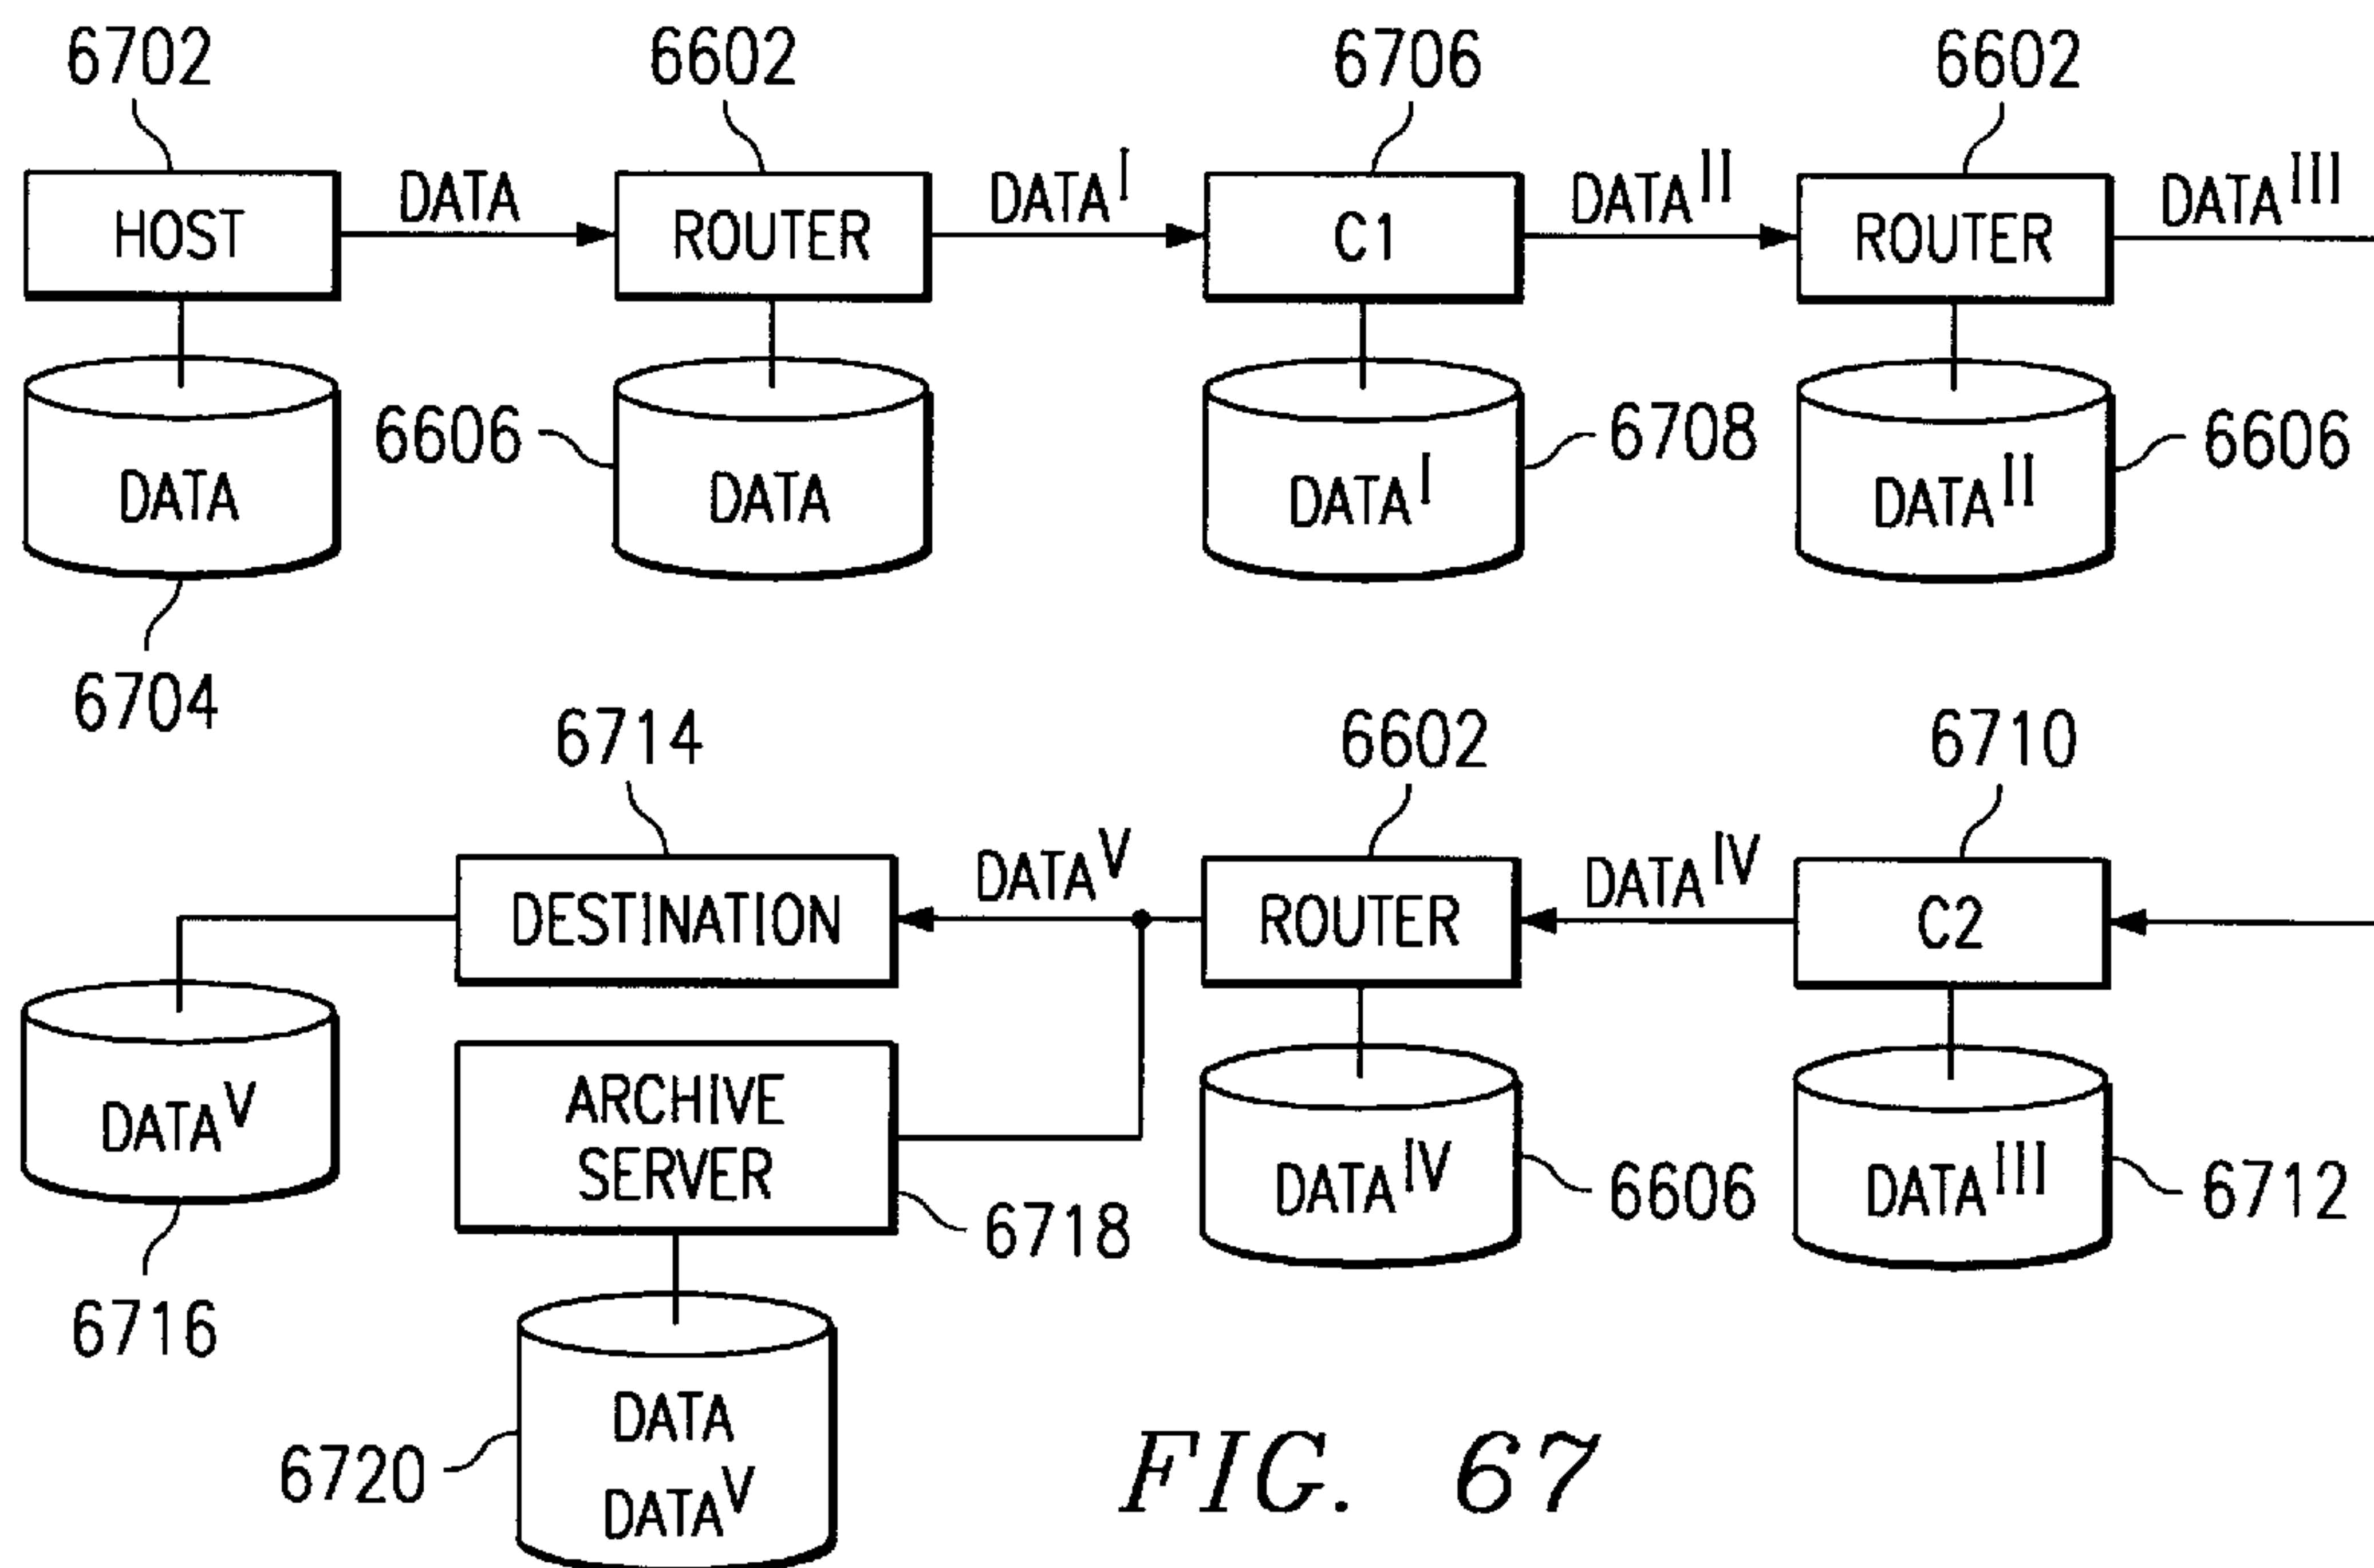 6702 6602 6706 6602
DATA DATA^I DATA^II DATA^III
HOST ROUTER C1 ROUTER
6606 6708 6606
DATA DATA DATA^I DATA^II
6704
6714 6602 6710
DATA^V DATA^IV
DESTINATION ROUTER C2
ARCHIVE
SERVER
DATA^V DATA^IV DATA^III
6718 6606 6712
6716
DATA
DATA^V
6720
FIG. 67